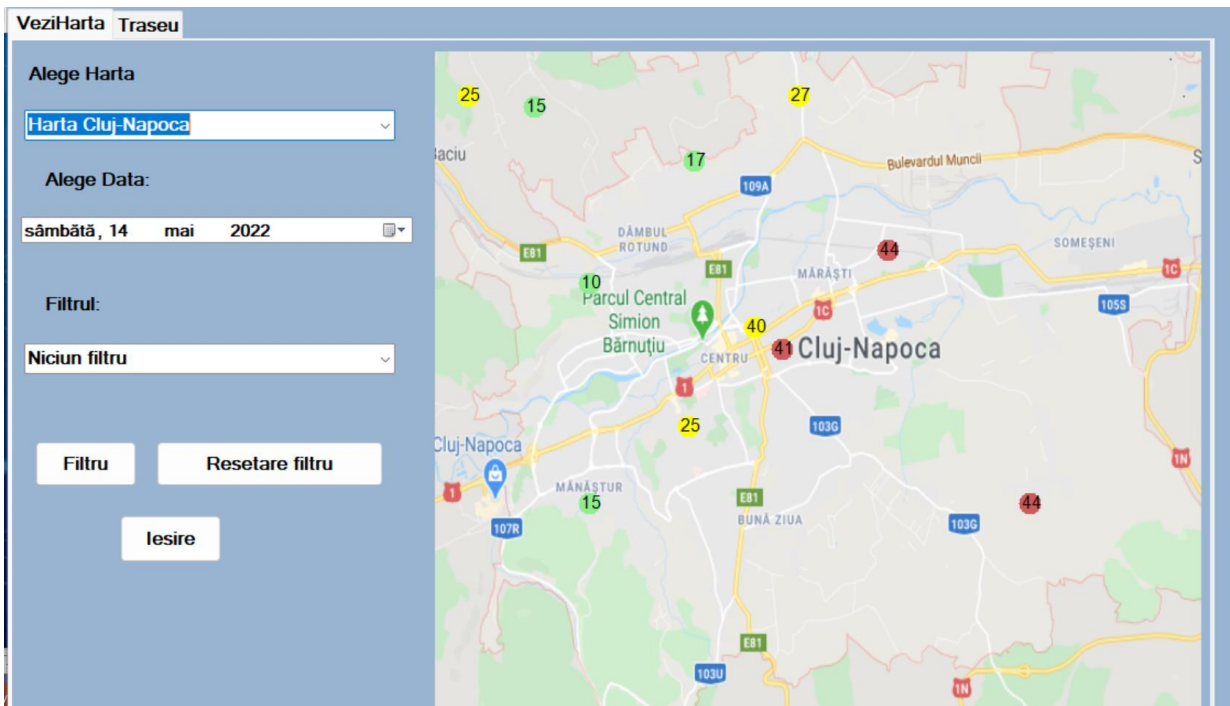 VeziHarta Traseu
Alege Harta
Harta Cluj-Napoca
Alege Data:
sâmbătă, 14 mai 2022
Filtrul:
Niciun filtru
Filtru Resetare filtru
Iesire
25
15
27
17
Bulevardul Muncii
109A
DÂMBUL
ROTUND
44
SOMEȘENI
E81
E81
MĂRĂȘTI
1C
10
Parcul Central
Simion
Bărnuțiu
1C
105S
40
CENTRU
41
Cluj-Napoca
1
25
103G
Cluj-Napoca
1N
1
MĂNĂȘTUR
15
E81
44
BUNĂ ZIUA
103G
107R
E81
103U
1N